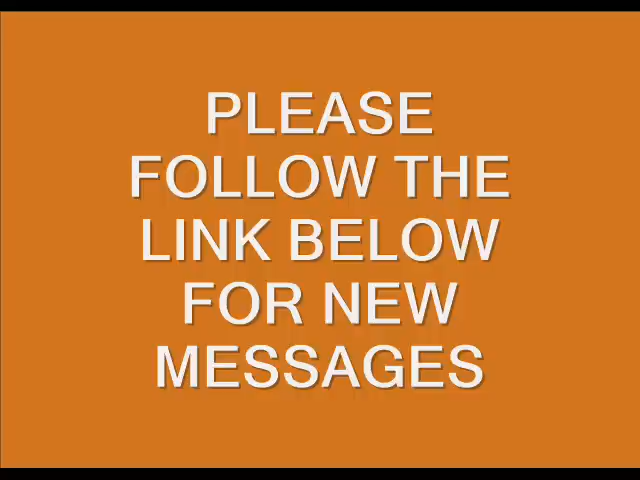 PLEASE
FOLLOW THE
LINK BELOW
FOR NEW
MESSAGES